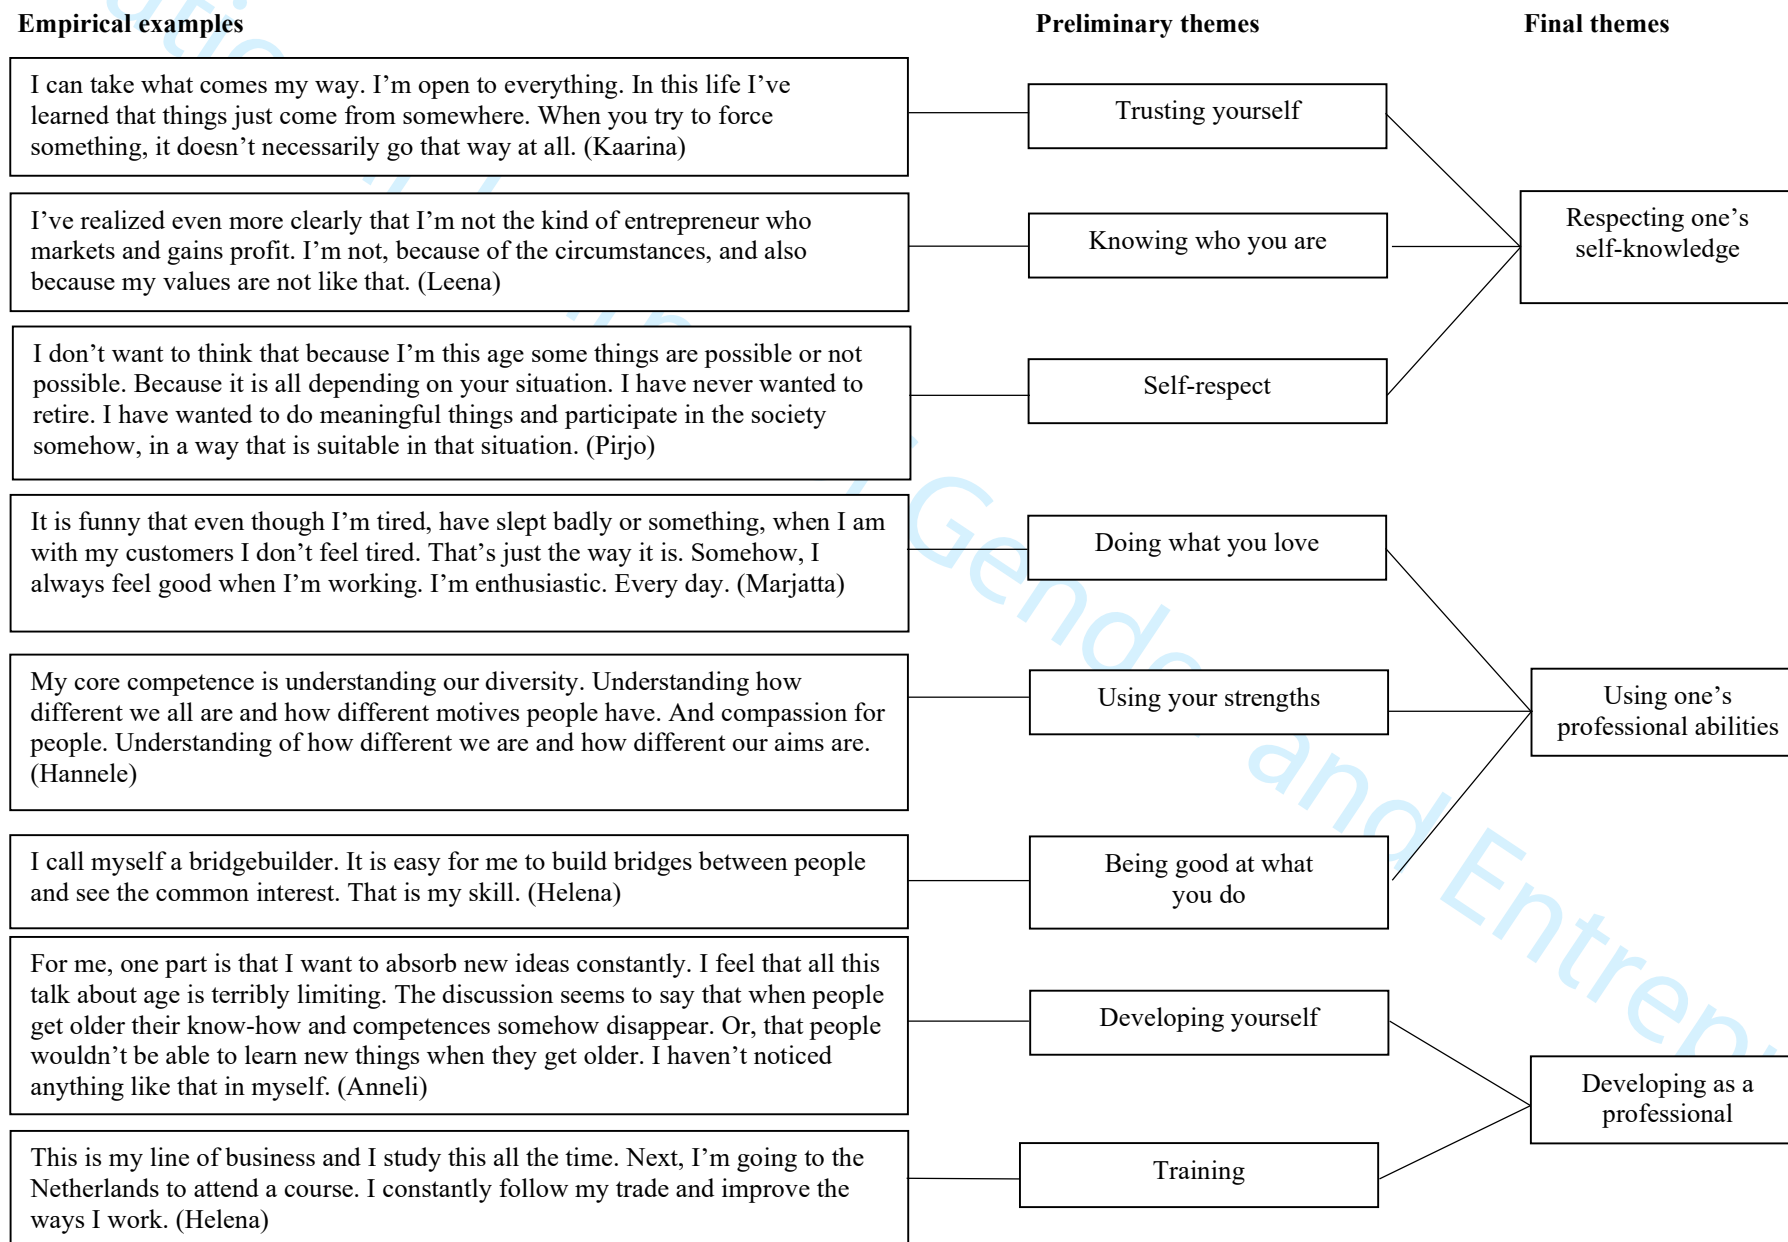 Empirical examples
Preliminary themes
Final themes
I can take what comes my way. I’m open to everything. In this life I’ve
learned that things just come from somewhere. When you try to force
something, it doesn’t necessarily go that way at all. (Kaarina)
Trusting yourself
I’ve realized even more clearly that I’m not the kind of entrepreneur who
markets and gains profit. I’m not, because of the circumstances, and also
because my values are not like that. (Leena)
Knowing who you are
Respecting one’s
self-knowledge
I don’t want to think that because I’m this age some things are possible or not
possible. Because it is all depending on your situation. I have never wanted to
retire. I have wanted to do meaningful things and participate in the society
somehow, in a way that is suitable in that situation. (Pirjo)
Self-respect
It is funny that even though I’m tired, have slept badly or something, when I am
with my customers I don’t feel tired. That’s just the way it is. Somehow, I
always feel good when I’m working. I’m enthusiastic. Every day. (Marjatta)
Doing what you love
My core competence is understanding our diversity. Understanding how
different we all are and how different motives people have. And compassion for
people. Understanding of how different we are and how different our aims are.
(Hannele)
Using your strengths
Using one’s
professional abilities
I call myself a bridgebuilder. It is easy for me to build bridges between people
and see the common interest. That is my skill. (Helena)
Being good at what
you do
For me, one part is that I want to absorb new ideas constantly. I feel that all this
talk about age is terribly limiting. The discussion seems to say that when people
get older their know-how and competences somehow disappear. Or, that people
wouldn’t be able to learn new things when they get older. I haven’t noticed
anything like that in myself. (Anneli)
Developing yourself
Developing as a
professional
This is my line of business and I study this all the time. Next, I’m going to the
Netherlands to attend a course. I constantly follow my trade and improve the
ways I work. (Helena)
Training
Gender and Entrepr